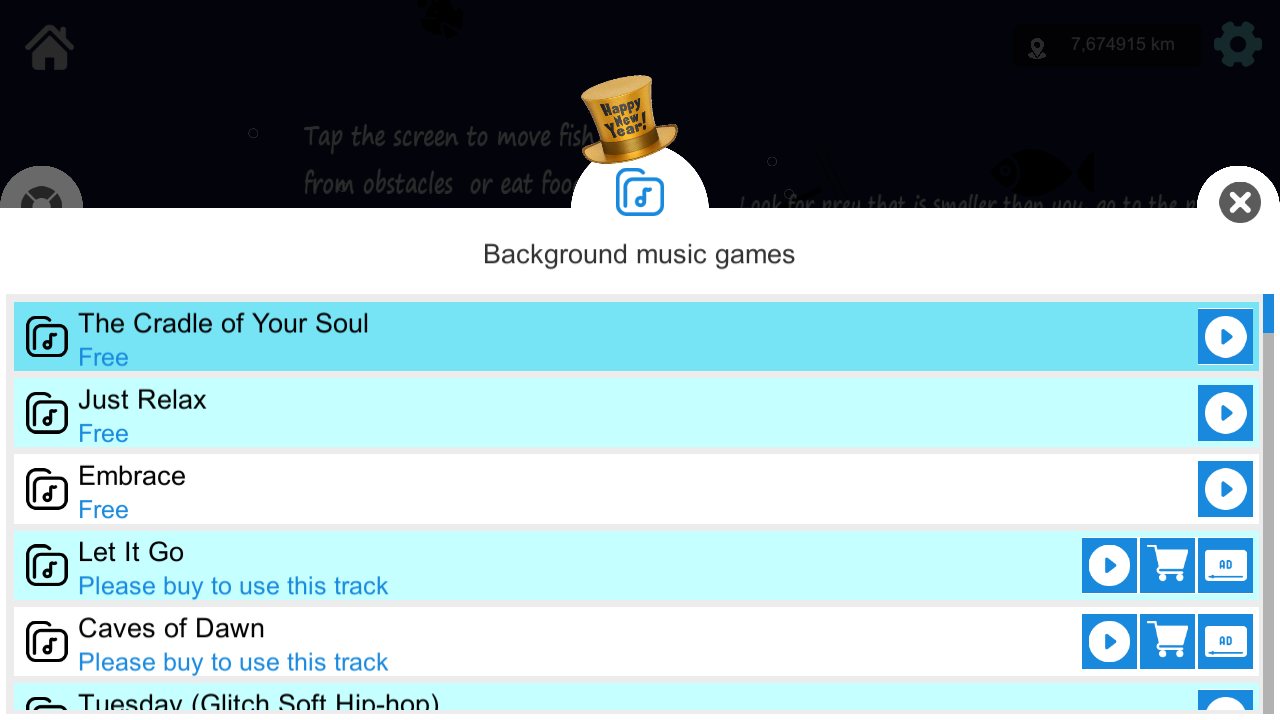 7,674915 km
Happy
New
Year!
Tap the screen to move fish
from obstacles or eat foo
Look for prey that is smaller than you, go to the
Background music games
The Cradle of Your Soul
Free
Just Relax
Free
Embrace
Free
Let It Go
Please buy to use this track
AD
Caves of Dawn
Please buy to use this track
AD
Tuesday (Glitch Soft Hip-hop)